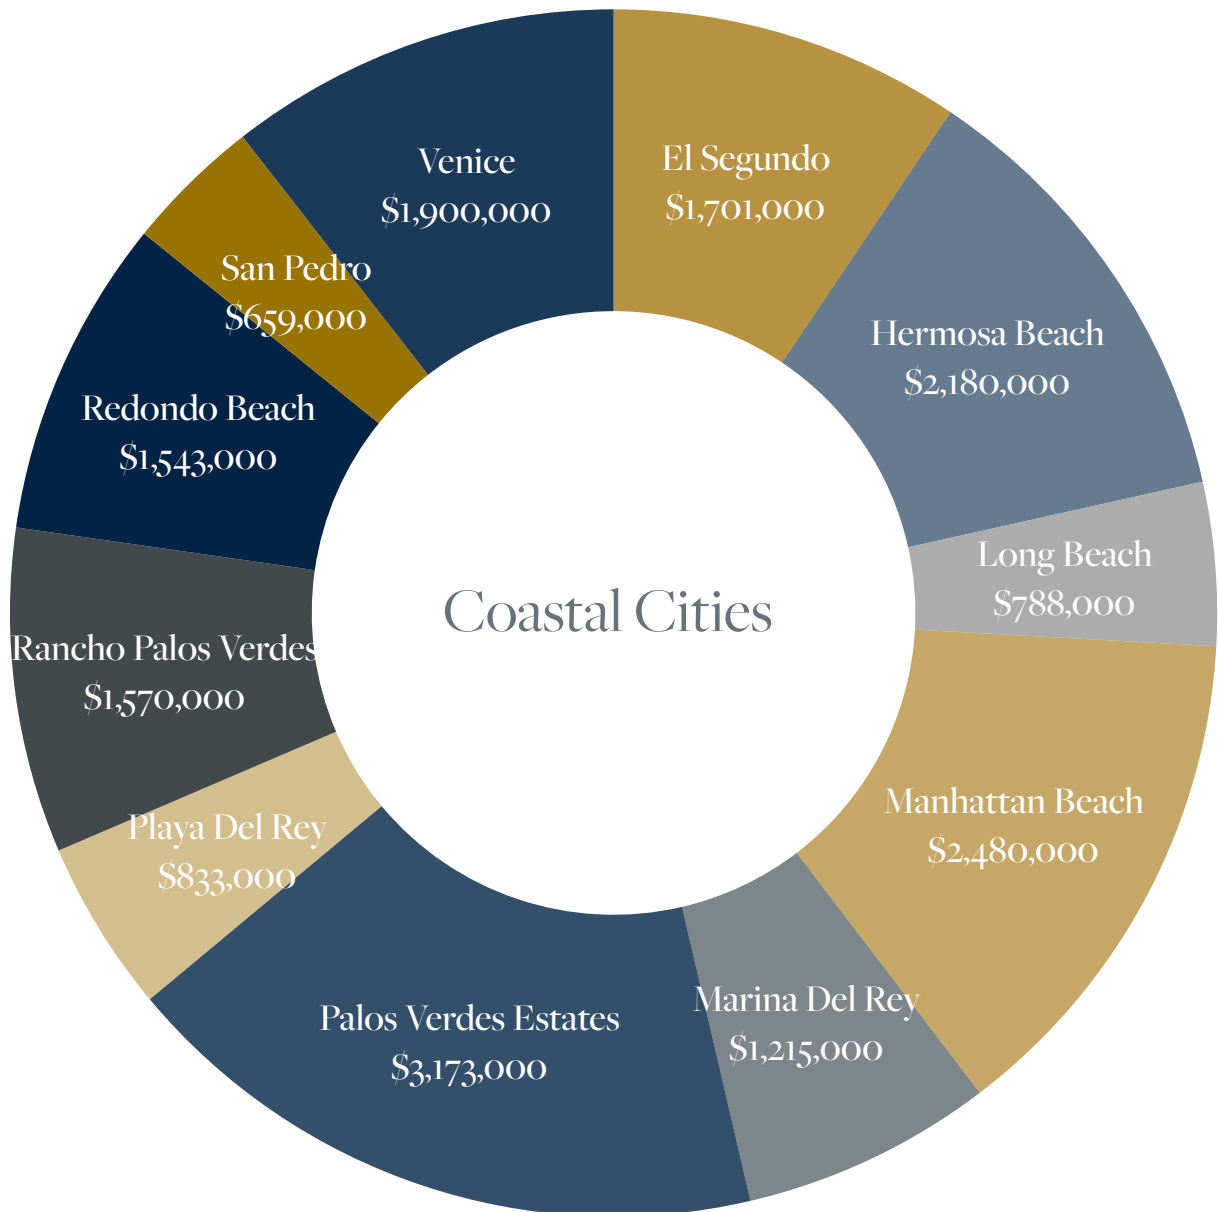 Venice
$1,900,000
El Segundo
$1,701,000
San Pedro
$659,000
Hermosa Beach
$2,180,000
Redondo Beach
$1,543,000
Long Beach
$788,000
Coastal Cities
Rancho Palos Verdes
$1,570,000
Manhattan Beach
$2,480,000
Playa Del Rey
$833,000
Marina Del Rey
$1,215,000
Palos Verdes Estates
$3,173,000